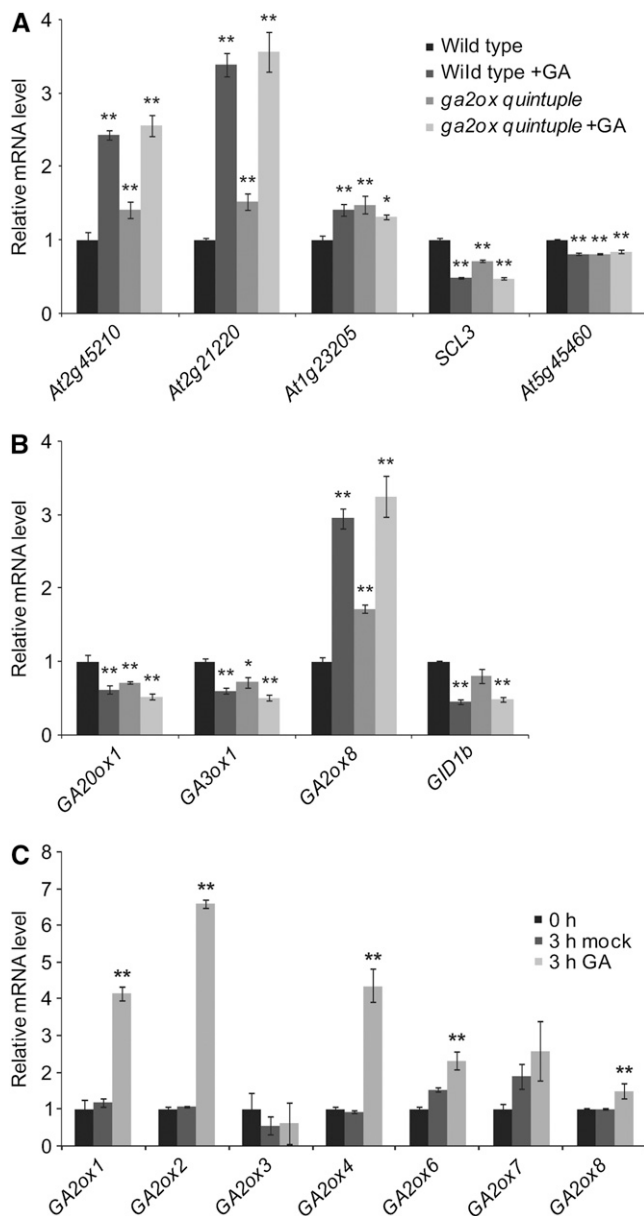 A
Relative mRNA level
4
3
2
1
0
** ** ** ** ** ** ** ** ** ** * ** ** ** ** ** **
Wild type
Wild type +GA
ga2ox quintuple
ga2ox quintuple +GA
At2g45210
At2g21220
At1g23205
SCL3
At5g45460
B
Relative mRNA level
4
3
2
1
0
** ** ** ** * ** ** ** ** ** **
GA20ox1
GA3ox1
GA2ox8
GID1b
C
Relative mRNA level
8
7
6
5
4
3
2
1
0
** ** ** ** **
0 h
3 h mock
3 h GA
GA2ox1
GA2ox2
GA2ox3
GA2ox4
GA2ox6
GA2ox7
GA2ox8